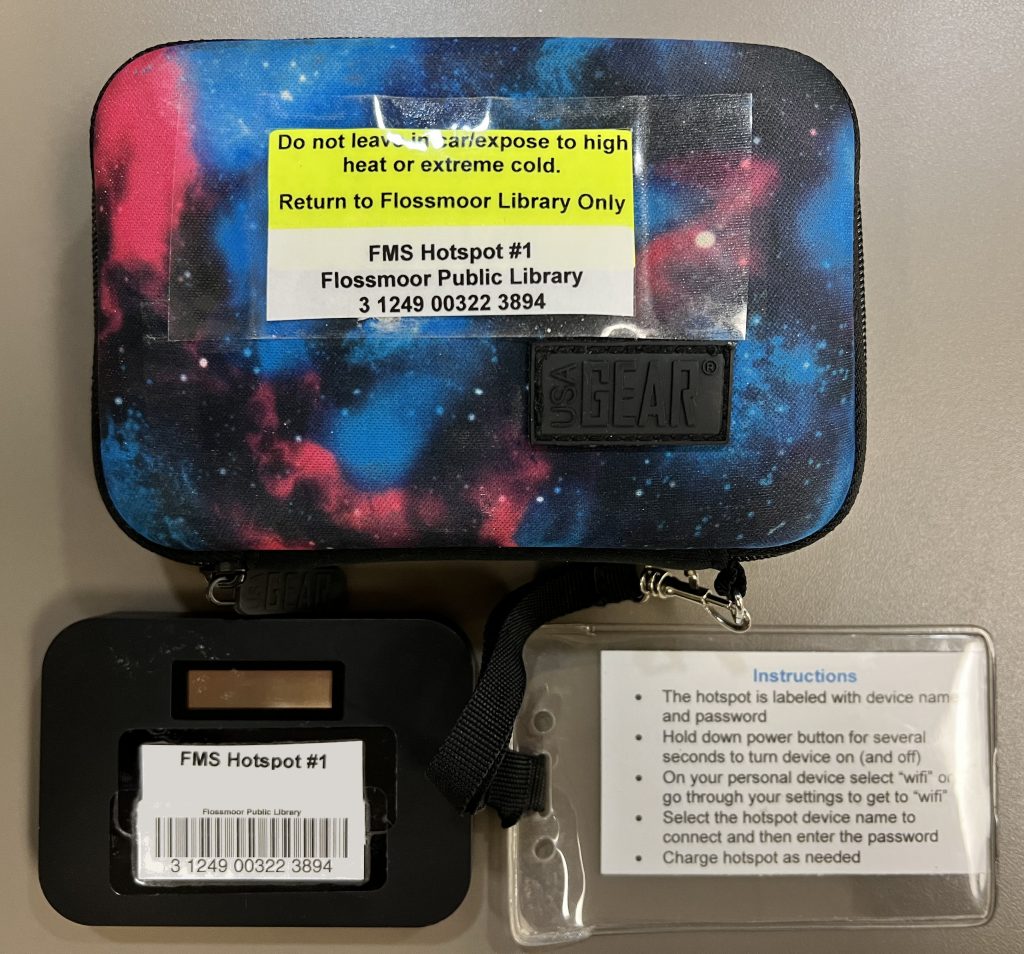 Do not leave in car/expose to high
heat or extreme cold.
Return to Flossmoor Library Only
FMS Hotspot #1
Flossmoor Public Library
3 1249 00322 3894
USA
GEAR®
GEAR
FMS Hotspot #1
Flossmoor Public Library
3 1249 00322 3894
Instructions
• The hotspot is labeled with device name
and password
• Hold down power button for several
seconds to turn device on (and off)
• On your personal device select “wifi” or
go through your settings to get to “wifi”
• Select the hotspot device name to
connect and then enter the password
• Charge hotspot as needed